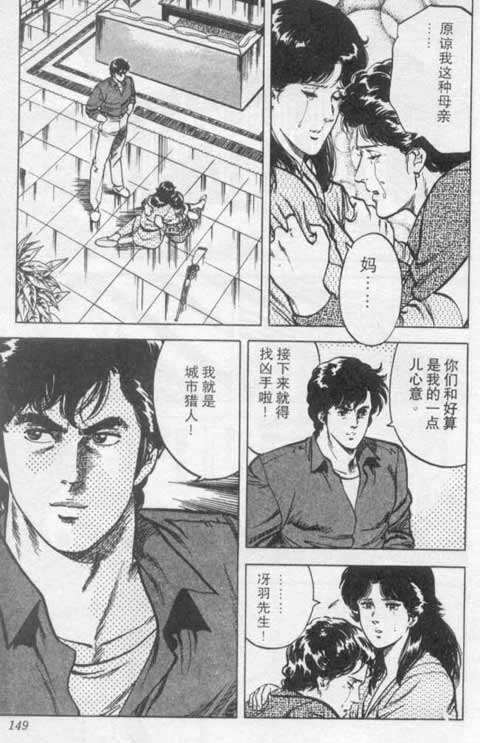 原谅我这种母亲
……
妈……
你们和好算
是我的一点
儿心意。
接下来就得
找凶手啦！
我就是
城市猎人！
………
冴羽先生！
149